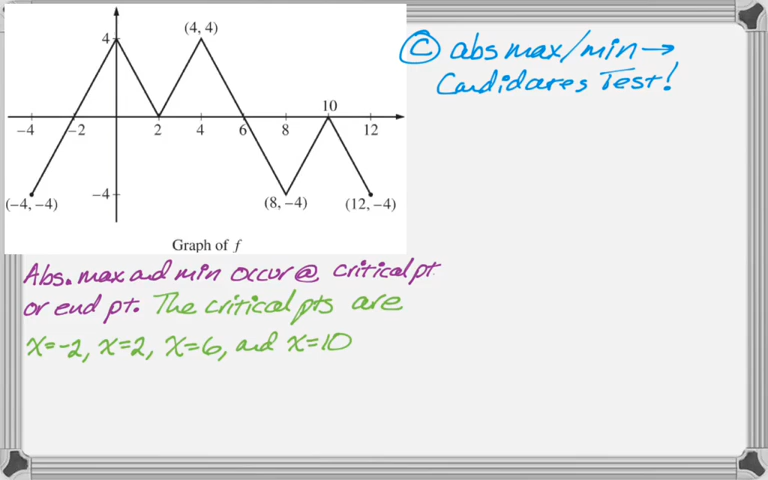 (4, 4)
4
10
−4
−2
2
4
6
8
12
−4
(−4, −4)
(8, −4)
(12, −4)
Graph of f
Ⓒ abs max/min →
Candidares Test!
Abs. max and min occur @ critical pt
or end pt. The critical pts are
x=-2, x=2, x=6, and x=10